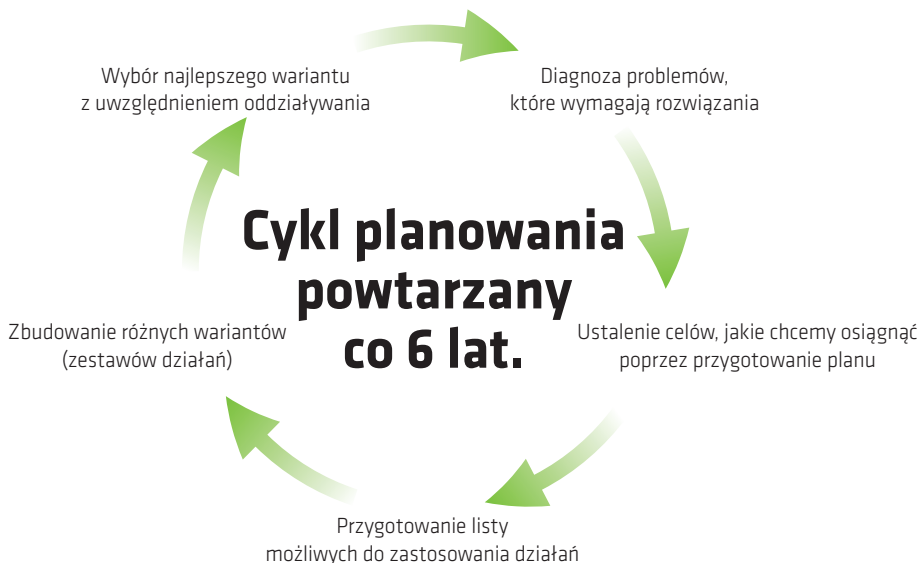 Wybór najlepszego wariantu
z uwzględnieniem oddziaływania
Diagnoza problemów,
które wymagają rozwiązania
Cykl planowania
powtarzany
co 6 lat.
Ustalenie celów, jakie chcemy osiągnąć
poprzez przygotowanie planu
Przygotowanie listy
możliwych do zastosowania działań
Zbudowanie różnych wariantów
(zestawów działań)